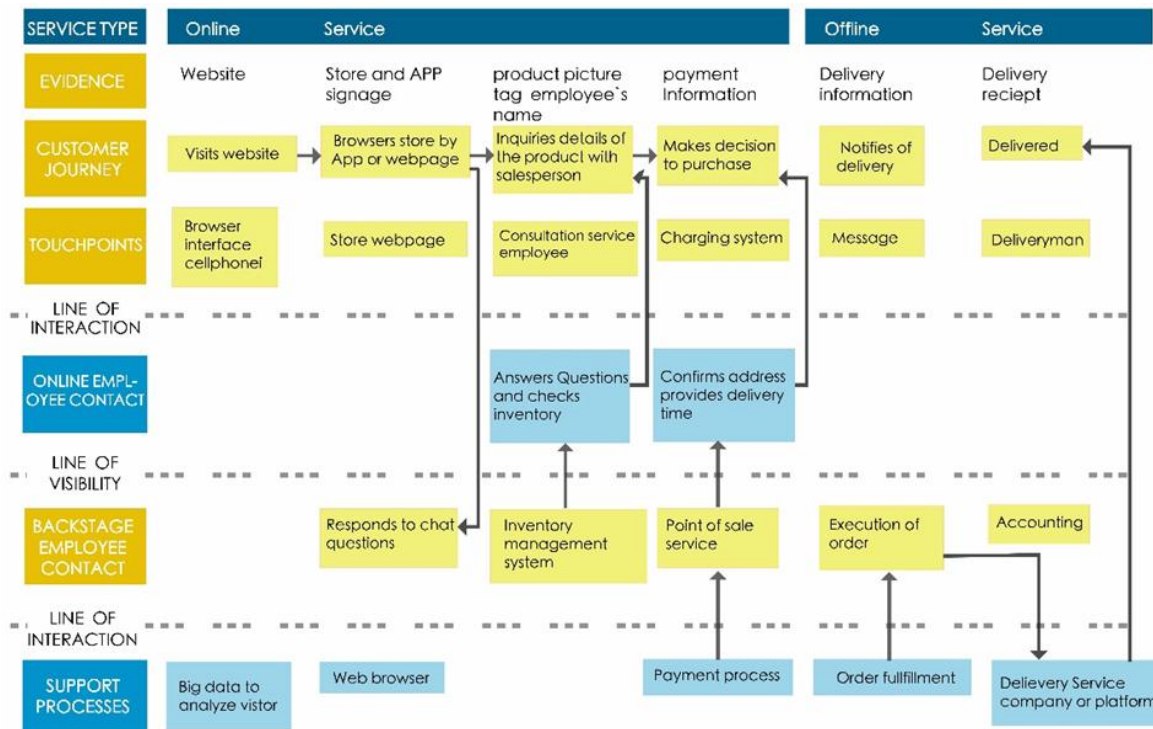 SERVICE TYPE
Online
Service
Offline
Service
EVIDENCE
Website
Store and APP
signage
product picture
tag employee`s
name
payment
Information
Delivery
information
Delivery
reciept
CUSTOMER
JOURNEY
Visits website
Browsers store by
App or webpage
Inquiries details of
the product with
salesperson
Makes decision
to purchase
Notifies of
delivery
Delivered
TOUCHPOINTS
Browser
interface
cellphonei
Store webpage
Consultation service
employee
Charging system
Message
Deliveryman
LINE OF
INTERACTION
ONLINE EMPL-
OYEE CONTACT
Answers Questions
and checks
inventory
Confirms address
provides delivery
time
LINE OF
VISIBILITY
BACKSTAGE
EMPLOYEE
CONTACT
Responds to chat
questions
Inventory
management
system
Point of sale
service
Execution of
order
Accounting
LINE OF
INTERACTION
SUPPORT
PROCESSES
Big data to
analyze vistor
Web browser
Payment process
Order fullfillment
Delievery Service
company or platform